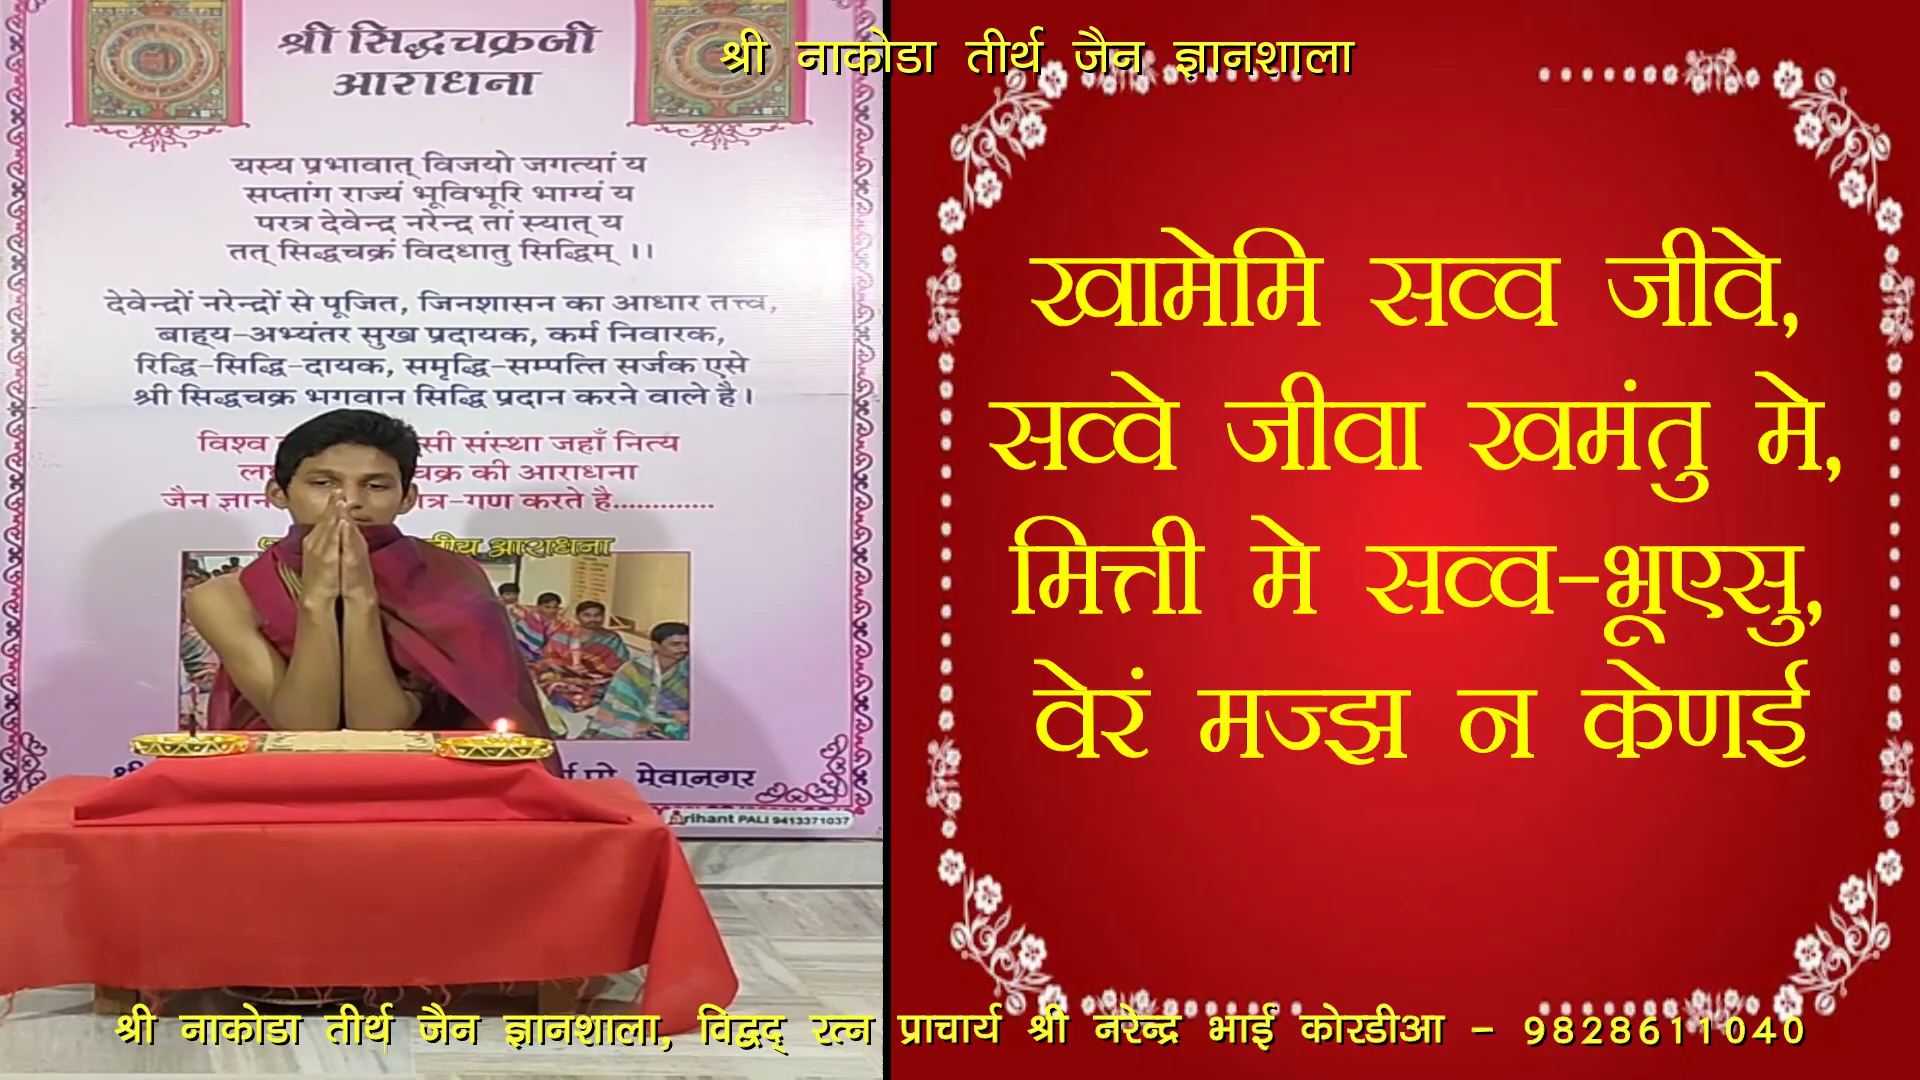 श्री नाकोडा तीर्थ जैन ज्ञानशाला
श्री सिद्धचक्रजी
आराधना
यस्य प्रभावात् विजयो जगत्यां य
सप्तांग राज्यं भूविभूरि भाग्यं य
परत्र देवेन्द्र नरेन्द्र तां स्यात् य
तत् सिद्धचक्रं विदधातु सिद्धिम् ।।
देवेन्द्रों नरेन्द्रों से पूजित, जिनशासन का आधार तत्त्व,
बाह्य-अभ्यंतर सुख प्रदायक, कर्म निवारक,
रिद्धि-सिद्धि-दायक, समृद्धि-सम्पत्ति सर्जक एसे
श्री सिद्धचक्र भगवान सिद्धि प्रदान करने वाले है।
विश्व सी संस्था जहाँ नित्य
चक्र की आराधना
जैन ज्ञान त्र-गण करते है.............
तीय आराधना
मेवानगर
rihant PALI 9413371037
खामेमि सव्व जीवे,
सव्वे जीवा खमंतु मे,
मित्ती मे सव्व-भूएसु,
वेरं मज्झ न केणई
श्री नाकोडा तीर्थ जैन ज्ञानशाला, विद्वद् रत्न प्राचार्य श्री नरेन्द्र भाई कोरडीआ - 9828611040